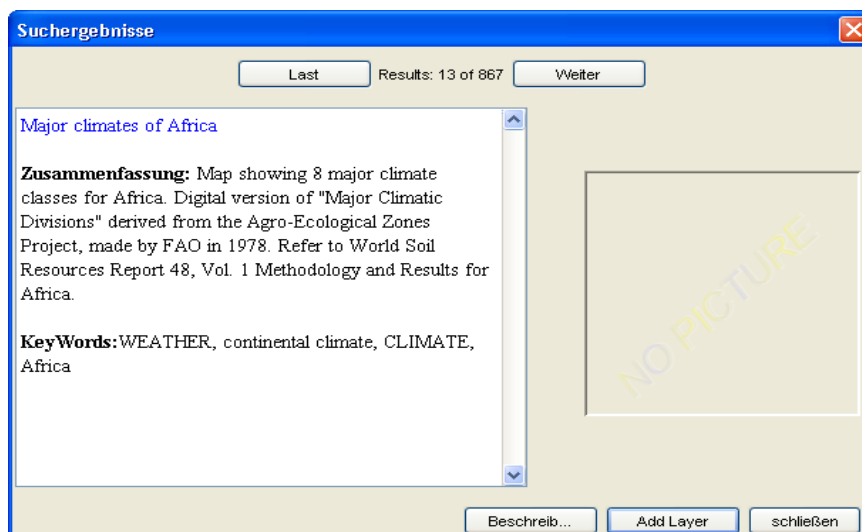 Suchergebnisse
Last Results: 13 of 867 Weiter
Major climates of Africa
Zusammenfassung: Map showing 8 major climate
classes for Africa. Digital version of "Major Climatic
Divisions" derived from the Agro-Ecological Zones
Project, made by FAO in 1978. Refer to World Soil
Resources Report 48, Vol. 1 Methodology and Results for
Africa.
KeyWords:WEATHER, continental climate, CLIMATE,
Africa
NO PICTURE
Beschreib... Add Layer schließen